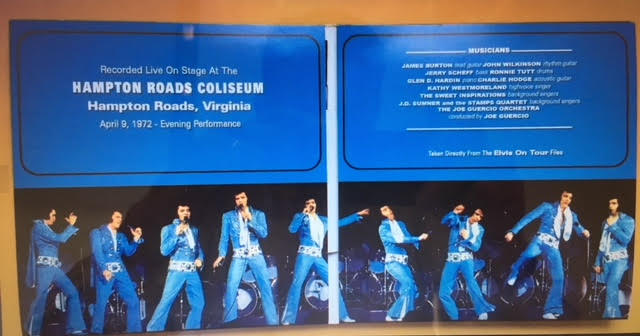 Recorded Live On Stage At The
HAMPTON ROADS COLISEUM
Hampton Roads, Virginia
April 9, 1972 - Evening Performance
MUSICIANS
JAMES BURTON lead guitar JOHN WILKINSON rhythm guitar
JERRY SCHEFF bass RONNIE TUTT drums
GLEN D. HARDIN piano CHARLIE HODGE acoustic guitar
KATHY WESTMORELAND high voice singer
THE SWEET INSPIRATIONS background singers
J.D. SUMNER and the STAMPS QUARTET background singers
THE JOE GUERCIO ORCHESTRA
conducted by JOE GUERCIO
Taken Directly From The Elvis On Tour Files